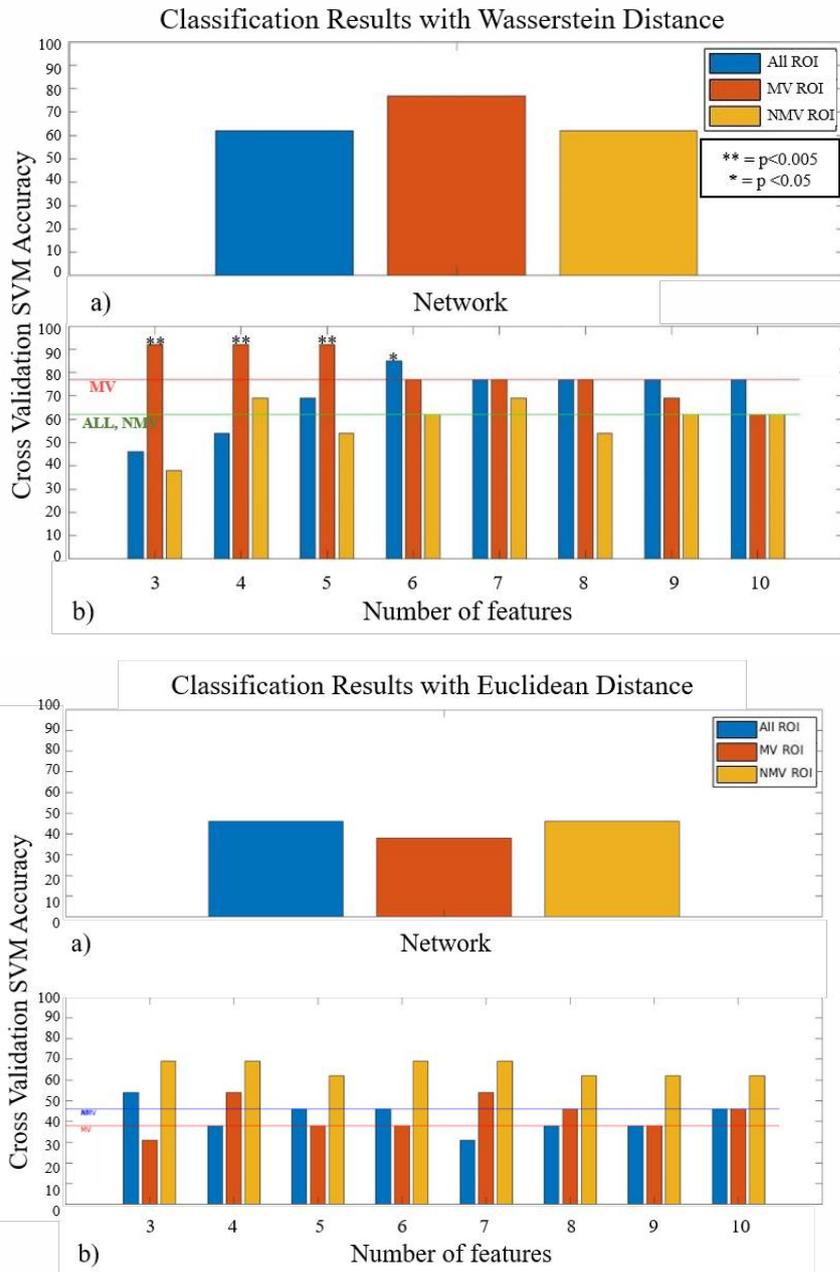 Classification Results with Wasserstein Distance
Cross Validation SVM Accuracy
100
90
80
70
60
50
40
30
20
10
0
All ROI
MV ROI
NMV ROI
** = p<0.005
* = p <0.05
a)
Network
100
90
80
70
60
50
40
30
20
10
0
** ** ** *
MV
ALL, NMV
3 4 5 6 7 8 9 10
b)
Number of features
Classification Results with Euclidean Distance
Cross Validation SVM Accuracy
100
90
80
70
60
50
40
30
20
10
0
All ROI
MV ROI
NMV ROI
a)
Network
100
90
80
70
60
50
40
30
20
10
0
MV
3 4 5 6 7 8 9 10
b)
Number of features